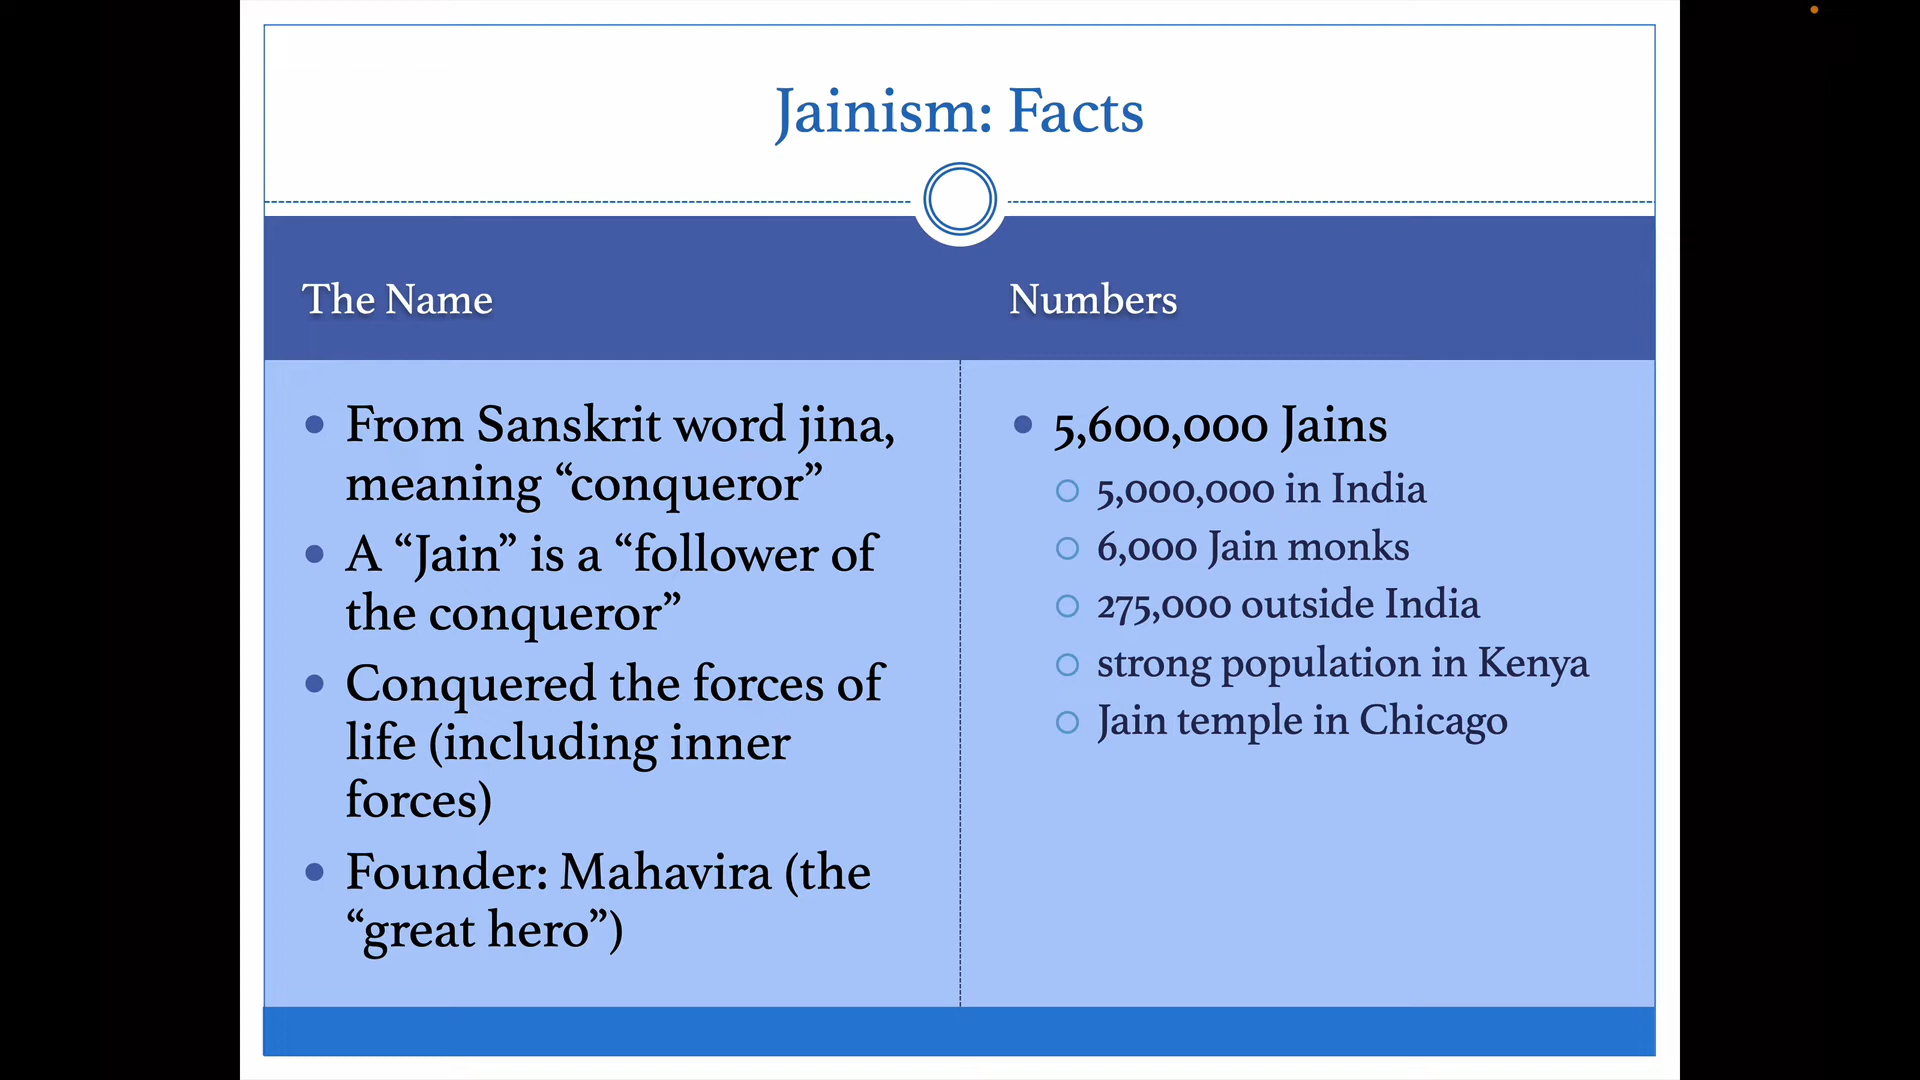 Jainism: Facts
The Name
Numbers
From Sanskrit word jina,
meaning “conqueror”
A “Jain” is a “follower of
the conqueror”
Conquered the forces of
life (including inner
forces)
Founder: Mahavira (the
“great hero”)
5,600,000 Jains
5,000,000 in India
6,000 Jain monks
275,000 outside India
strong population in Kenya
Jain temple in Chicago